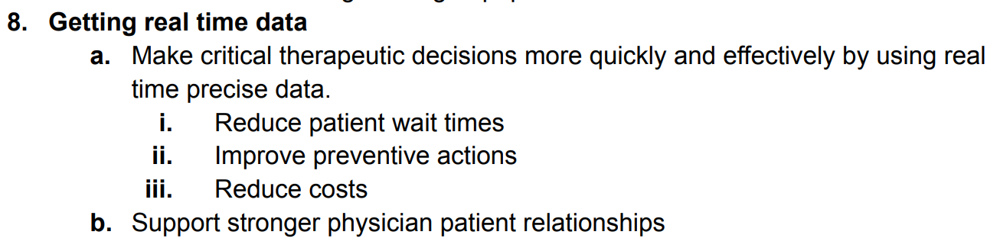 8. Getting real time data
a. Make critical therapeutic decisions more quickly and effectively by using real
time precise data.
i. Reduce patient wait times
ii. Improve preventive actions
iii. Reduce costs
b. Support stronger physician patient relationships